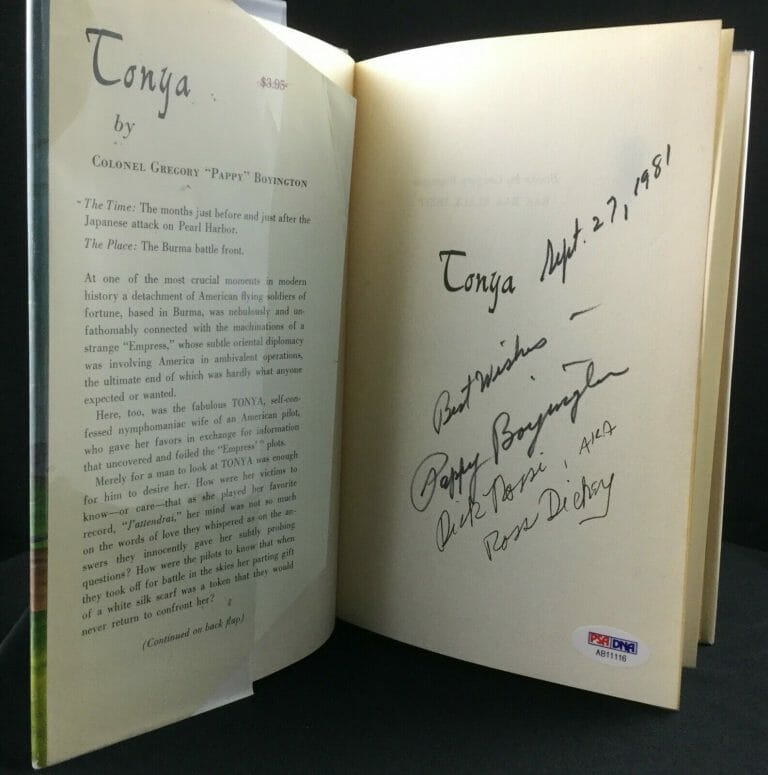 Tonya
$3.95
by
COLONEL GREGORY "PAPPY" BOYINGTON
The Time: The months just before and just after the
Japanese attack on Pearl Harbor.
The Place: The Burma battle front.
At one of the most crucial moments in modern
history a detachment of American flying soldiers of
fortune, based in Burma, was nebulously and un-
fathomably connected with the machinations of a
strange "Empress," whose subtle oriental diplomacy
was involving America in ambivalent operations,
the ultimate end of which was hardly what anyone
expected or wanted.
Here, too, was the fabulous TONYA, self-con-
fessed nymphomaniac wife of an American pilot,
who gave her favors in exchange for information
that uncovered and foiled the "Empress'" plots.
Merely for a man to look at TONYA was enough
for him to desire her. How were her victims to
know—or care—that as she played her favorite
record, "J'attendrai," her mind was not so much
on the words of love they whispered as on the an-
swers they innocently gave her subtly probing
questions? How were the pilots to know that when
they took off for battle in the skies her parting gift
of a white silk scarf was a token that they would
never return to confront her?
(Continued on back flap)
Tonya
Sept. 27, 1981
Best Wishes —
Pappy Boyington
Dick Rossi, AKA
Ross Dickey
PSA DNA
AB11116